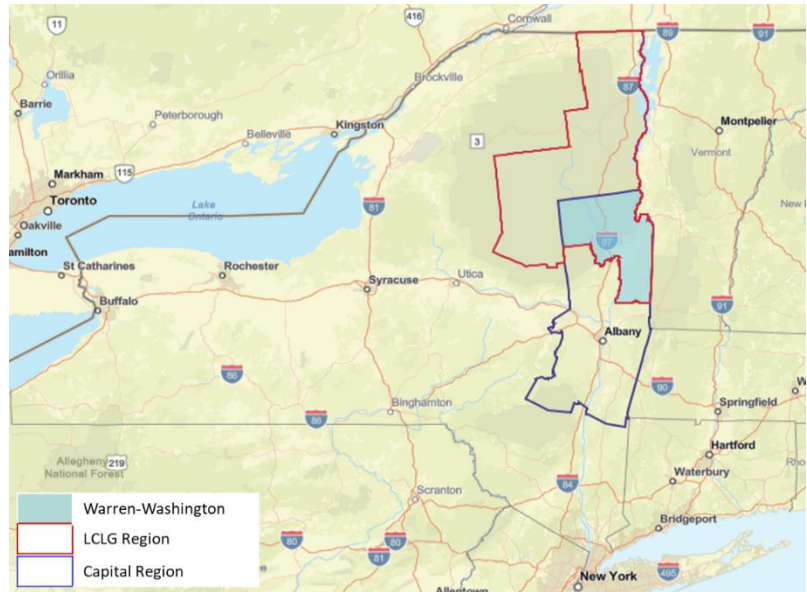 11
416
Cornwall
89
91
Orillia
Barrie
Peterborough
Brockville
87
Belleville
Kingston
3
Montpelier
Vermont
Markham
115
Toronto
Lake
Ontario
81
New
Oakville
amilton
87
St Catharines
Rochester
Syracuse
Utica
Buffalo
91
Albany
86
90
Binghamton
Springfield
86
Allegheny
National Forest
219
Hartford
84
Waterbury
Scranton
Bridgeport
80
80
81
Allentown
New York
495
Warren-Washington
LCLG Region
Capital Region